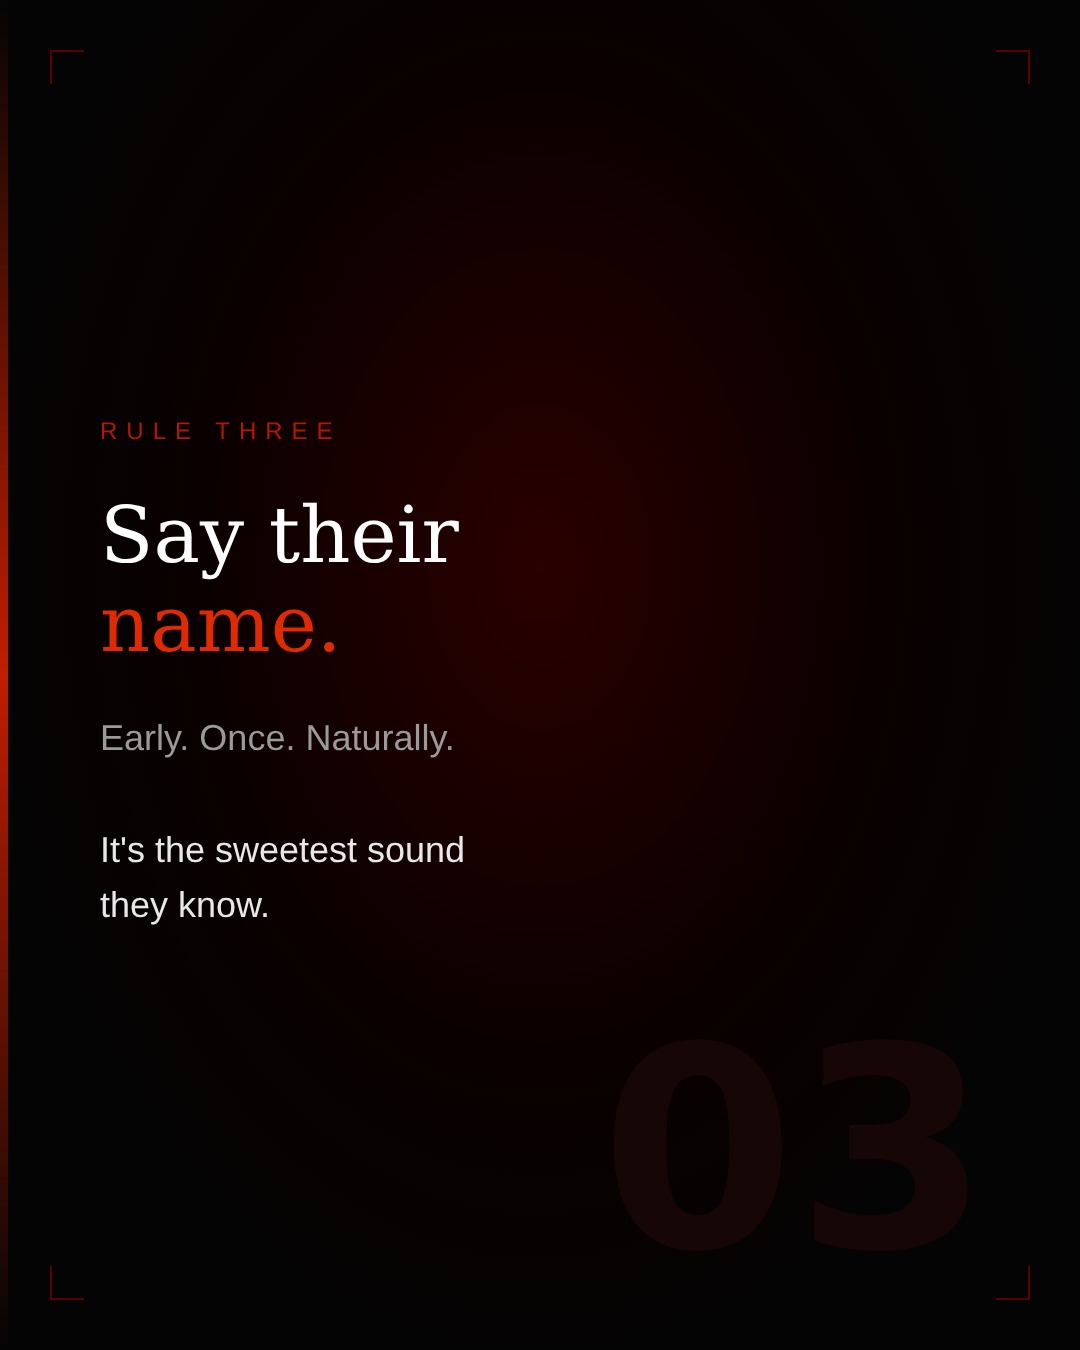 RULE THREE
Say their
name.
Early. Once. Naturally.
It's the sweetest sound
they know.
03